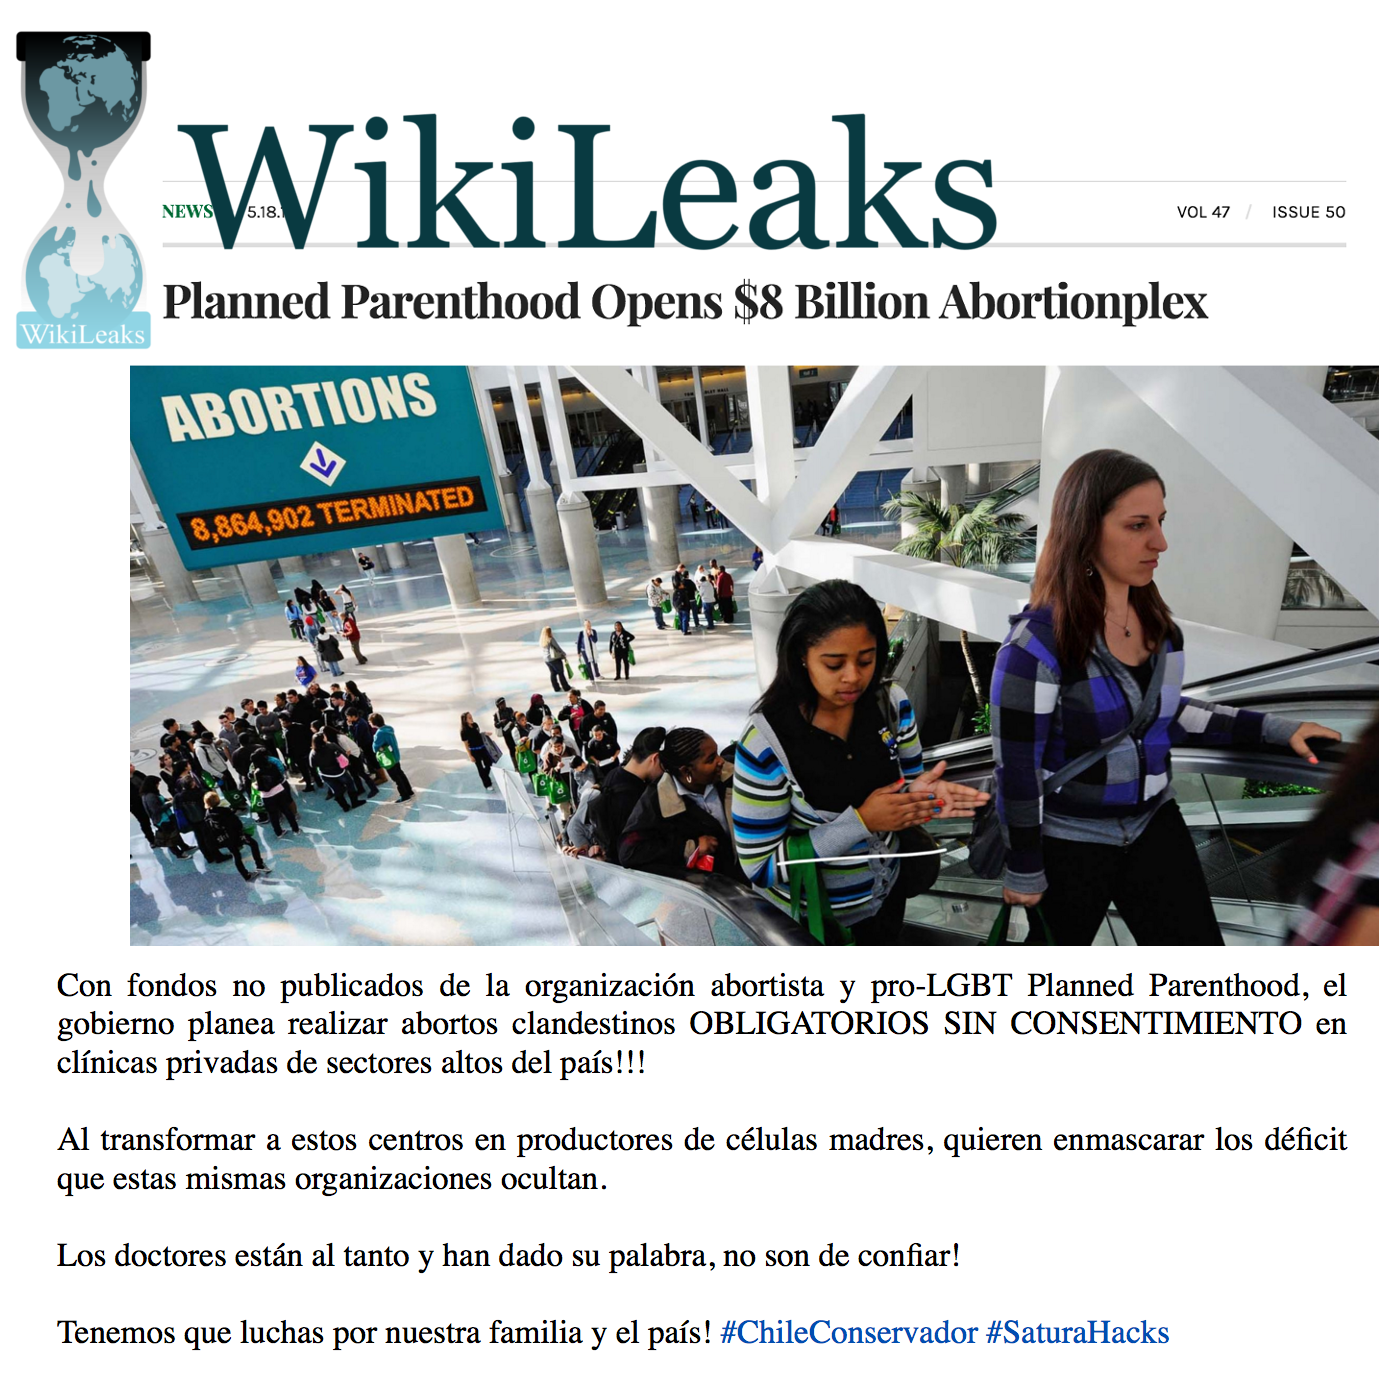 WikiLeaks
WikiLeaks
NEWS 5.18.
VOL 47 / ISSUE 50
Planned Parenthood Opens $8 Billion Abortionplex
ABORTIONS
8,864,902 TERMINATED
Con fondos no publicados de la organización abortista y pro-LGBT Planned Parenthood, el
gobierno planea realizar abortos clandestinos OBLIGATORIOS SIN CONSENTIMIENTO en
clínicas privadas de sectores altos del país!!!
Al transformar a estos centros en productores de células madres, quieren enmascarar los déficit
que estas mismas organizaciones ocultan.
Los doctores están al tanto y han dado su palabra, no son de confiar!
Tenemos que luchas por nuestra familia y el país! #ChileConservador #SaturaHacks